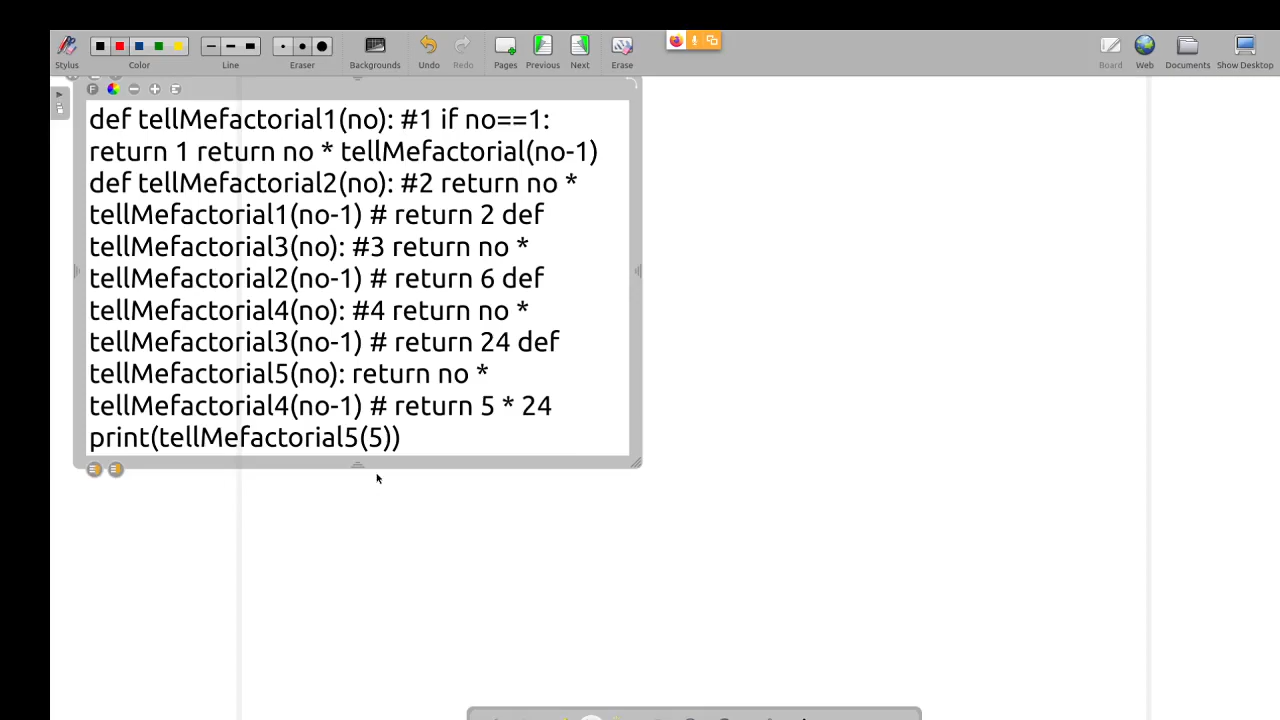 Stylus Color Line Eraser Backgrounds Undo Redo Pages Previous Next Erase Board Web Documents Show Desktop
def tellMefactorial1(no): #1 if no==1:
return 1 return no * tellMefactorial(no-1)
def tellMefactorial2(no): #2 return no *
tellMefactorial1(no-1) # return 2 def
tellMefactorial3(no): #3 return no *
tellMefactorial2(no-1) # return 6 def
tellMefactorial4(no): #4 return no *
tellMefactorial3(no-1) # return 24 def
tellMefactorial5(no): return no *
tellMefactorial4(no-1) # return 5 * 24
print(tellMefactorial5(5))